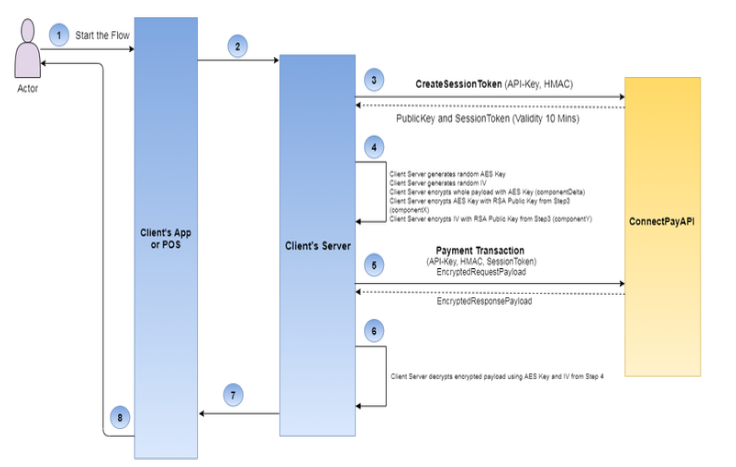 1
Start the Flow
2
Actor
3
CreateSessionToken (API-Key, HMAC)
PublicKey and SessionToken (Validity 10 Mins)
4
Client Server generates random AES Key
Client Server generates random IV
Client Server encrypts whole payload with AES Key (componentDelta)
Client Server encrypts AES Key with RSA Public Key from Step3
(componentX)
Client Server encrypts IV with RSA Public Key from Step3 (componentY)
Client's App
or POS
Client's Server
ConnectPayAPI
5
Payment Transaction
(API-Key, HMAC, SessionToken)
EncryptedRequestPayload
EncryptedResponsePayload
6
Client Server decrypts encrypted payload using AES Key and IV from Step 4
7
8